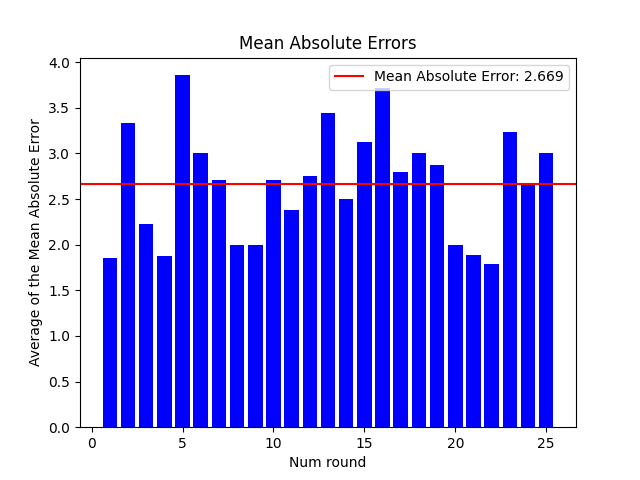 Mean Absolute Errors
Mean Absolute Error: 2.669
Average of the Mean Absolute Error
4.0
3.5
3.0
2.5
2.0
1.5
1.0
0.5
0.0
0 5 10 15 20 25
Num round